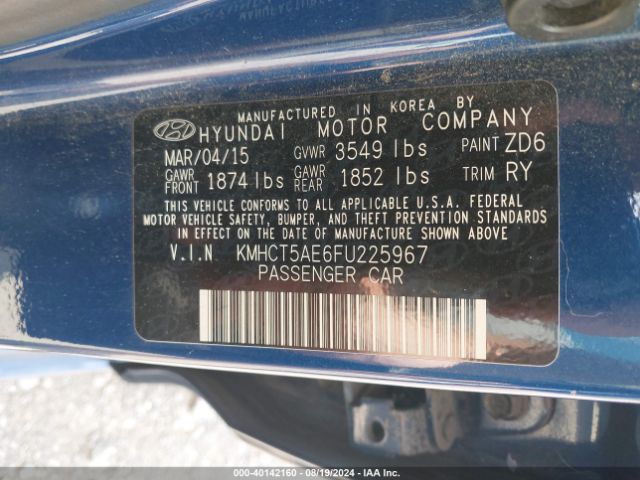 MANUFACTURED IN KOREA BY
HYUNDAI MOTOR COMPANY
MAR/04/15 GVWR 3549 lbs PAINT ZD6
GAWR FRONT 1874 lbs GAWR REAR 1852 lbs TRIM RY
THIS VEHICLE CONFORMS TO ALL APPLICABLE U.S.A. FEDERAL
MOTOR VEHICLE SAFETY, BUMPER, AND THEFT PREVENTION STANDARDS
IN EFFECT ON THE DATE OF MANUFACTURE SHOWN ABOVE
V.I.N KMHCT5AE6FU225967
PASSENGER CAR
000-40142160 - 08/19/2024 - IAA Inc.